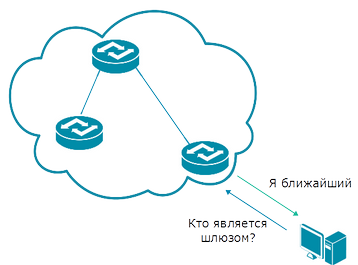 Я ближайший
Кто является
шлюзом?